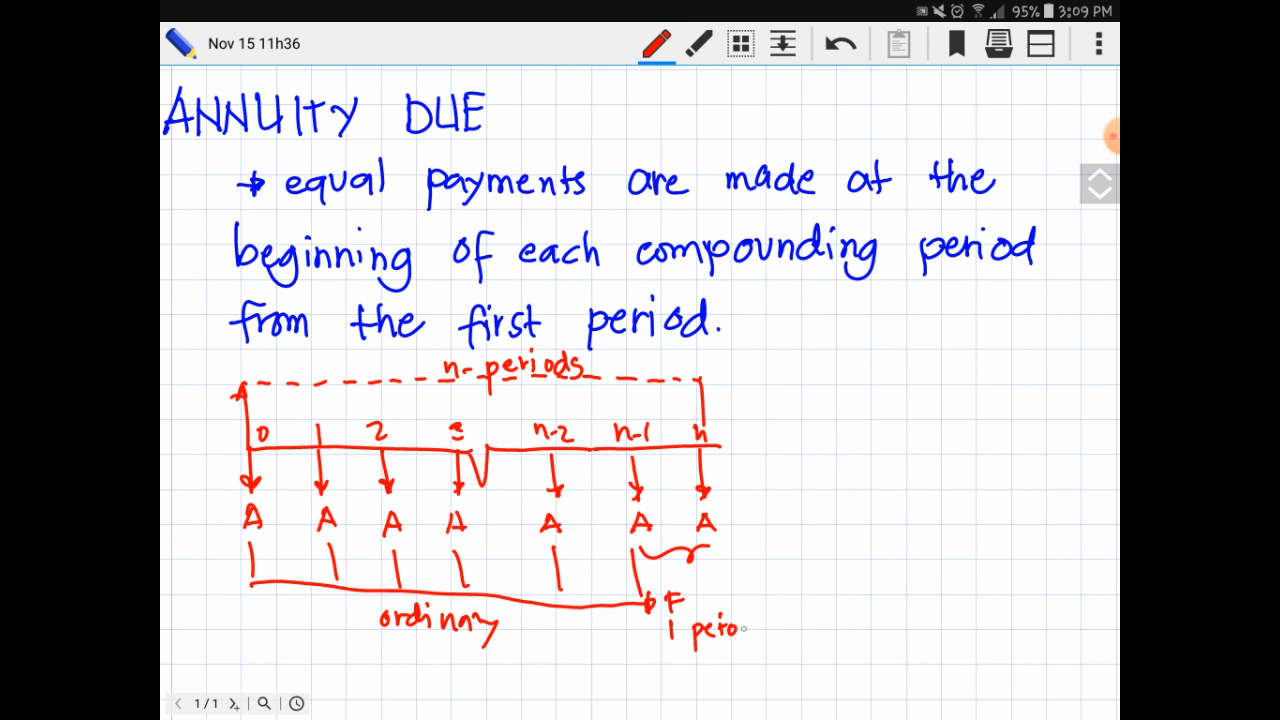 95% 3:09 PM
Nov 15 11h36
ANNUITY DUE
→ equal payments are made at the
beginning of each compounding period
from the first period.
n-periods
0 1 2 3 n-2 n-1 n
A A A A A A A
F
ordinary
1 perio
1/1